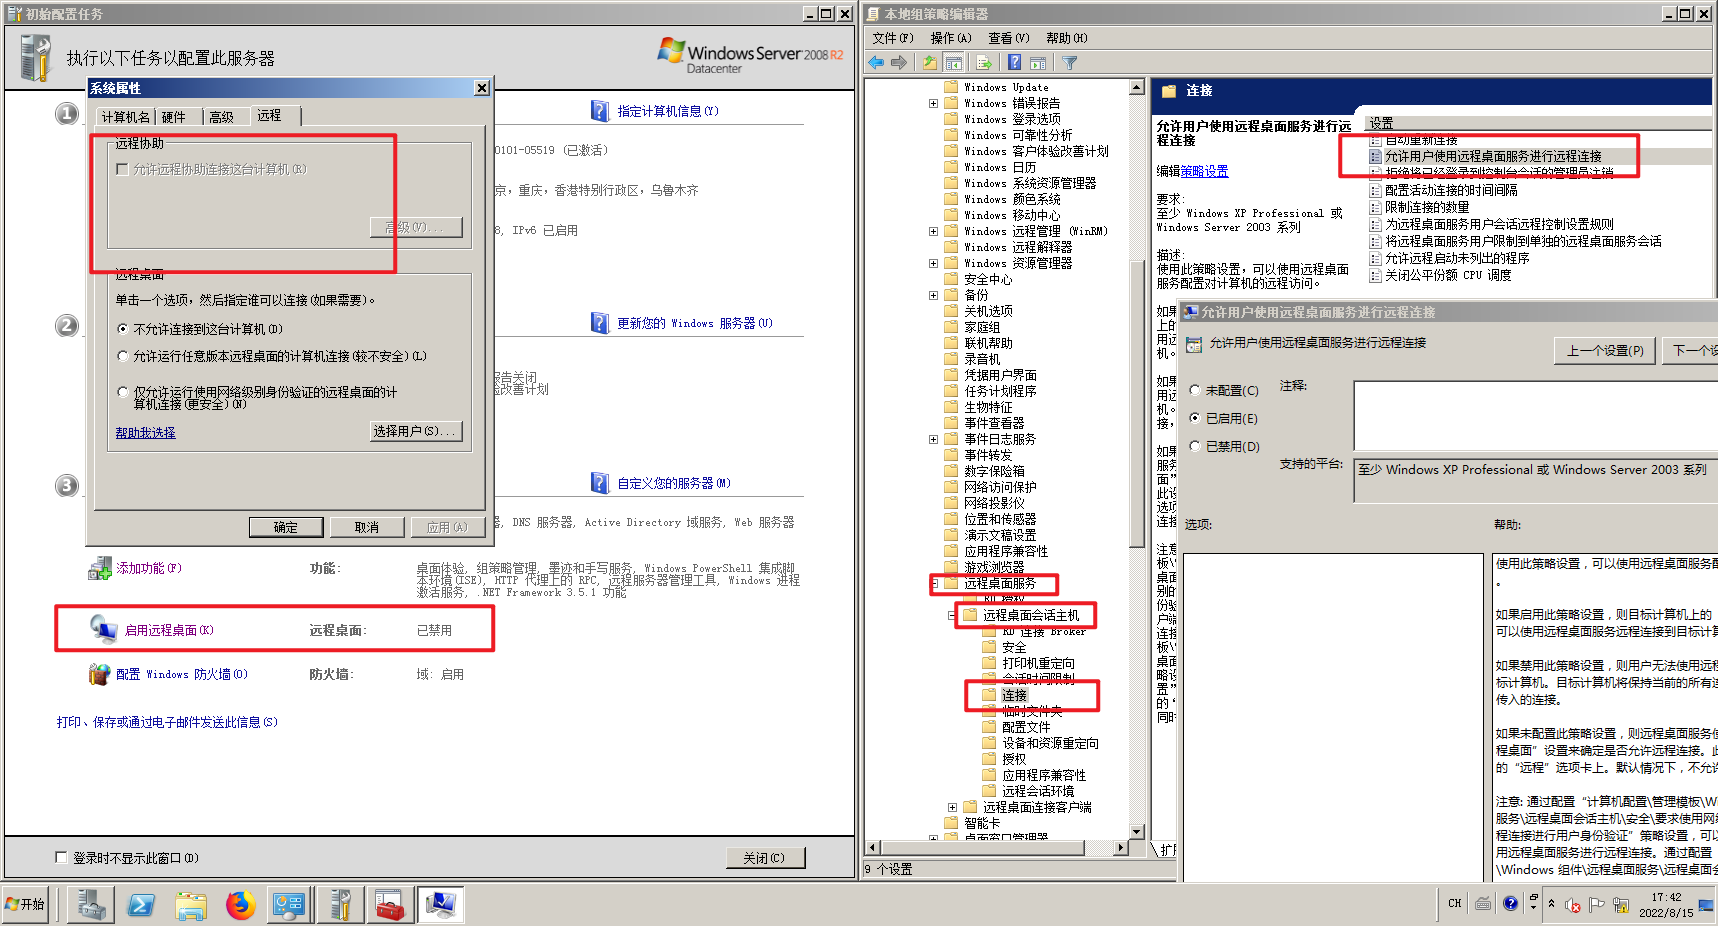 初始配置任务
执行以下任务以配置此服务器
Windows Server 2008 R2
Datacenter
系统属性
计算机名
硬件
高级
远程
远程协助
允许远程协助连接这台计算机(R)
高级(V)...
远程桌面
单击一个选项，然后指定谁可以连接(如果需要)。
不允许连接到这台计算机(D)
允许运行任意版本远程桌面的计算机连接(较不安全)(L)
仅允许运行使用网络级别身份验证的远程桌面的计
算机连接(更安全)(N)
帮助我选择
选择用户(S)...
确定
取消
应用(A)
1
指定计算机信息(Y)
0101-05519 (已激活)
京，重庆，香港特别行政区，乌鲁木齐
8, IPv6 已启用
2
更新您的 Windows 服务器(U)
报告关闭
验改善计划
3
自定义您的服务器(M)
器, DNS 服务器, Active Directory 域服务, Web 服务器
添加功能(F)
功能:
桌面体验, 组策略管理, 墨迹和手写服务, Windows PowerShell 集成脚
本环境(ISE), HTTP 代理上的 RPC, 远程服务器管理工具, Windows 进程
激活服务, .NET Framework 3.5.1 功能
启用远程桌面(K)
远程桌面:
已禁用
配置 Windows 防火墙(O)
防火墙:
域: 启用
打印、保存或通过电子邮件发送此信息(S)
登录时不显示此窗口(D)
关闭(C)
本地组策略编辑器
文件(F) 操作(A) 查看(V) 帮助(H)
Windows Update
Windows 错误报告
Windows 登录选项
Windows 可靠性分析
Windows 客户体验改善计划
Windows 日历
Windows 系统资源管理器
Windows 颜色系统
Windows 移动中心
Windows 远程管理 (WinRM)
Windows 远程解释器
Windows 资源管理器
安全中心
备份
关机选项
家庭组
联机帮助
录音机
凭据用户界面
任务计划程序
生物特征
事件查看器
事件日志服务
事件转发
数字保险箱
网络访问保护
网络投影仪
位置和传感器
演示文稿设置
应用程序兼容性
游戏浏览器
远程桌面服务
RD 授权
远程桌面会话主机
RD 连接 Broker
安全
打印机重定向
会话时间限制
连接
临时文件夹
配置文件
设备和资源重定向
授权
应用程序兼容性
远程会话环境
远程桌面连接客户端
智能卡
桌面窗口管理器
9 个设置
连接
允许用户使用远程桌面服务进行远
程连接
编辑策略设置
要求:
至少 Windows XP Professional 或
Windows Server 2003 系列
描述:
使用此策略设置，可以使用远程桌面
服务配置对计算机的远程访问。
设置
自动重新连接
允许用户使用远程桌面服务进行远程连接
拒绝将已经登录到控制台会话的管理员注销
配置活动连接的时间间隔
限制连接的数量
为远程桌面服务用户会话远程控制设置规则
将远程桌面服务用户限制到单独的远程桌面服务会话
允许远程启动未列出的程序
关闭公平份额 CPU 调度
扩
允许用户使用远程桌面服务进行远程连接
允许用户使用远程桌面服务进行远程连接
上一个设置(P)
下一个设
未配置(C)
已启用(E)
已禁用(D)
注释:
支持的平台:
至少 Windows XP Professional 或 Windows Server 2003 系列
选项:
帮助:
使用此策略设置，可以使用远程桌面服务配
。
如果启用此策略设置，则目标计算机上的
可以使用远程桌面服务远程连接到目标计算
如果禁用此策略设置，则用户无法使用远程
标计算机。目标计算机将保持当前的所有连
传入的连接。
如果未配置此策略设置，则远程桌面服务使
程桌面”设置来确定是否允许远程连接。此
的“远程”选项卡上。默认情况下，不允许
注意: 通过配置“计算机配置\管理模板\Wi
服务\远程桌面会话主机\安全\要求使用网络
程连接进行用户身份验证”策略设置，可以
用远程桌面服务进行远程连接。通过配置
\Windows 组件\远程桌面服务\远程桌面会
开始
CH
17:42
2022/8/15